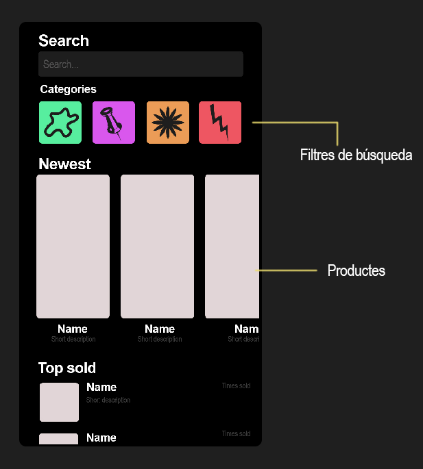 Search
Search...
Categories
Filtres de búsqueda
Newest
Productes
Name
Short description
Name
Short description
Nam
Short descri
Top sold
Name
Short description
Times sold
Name
Times sold